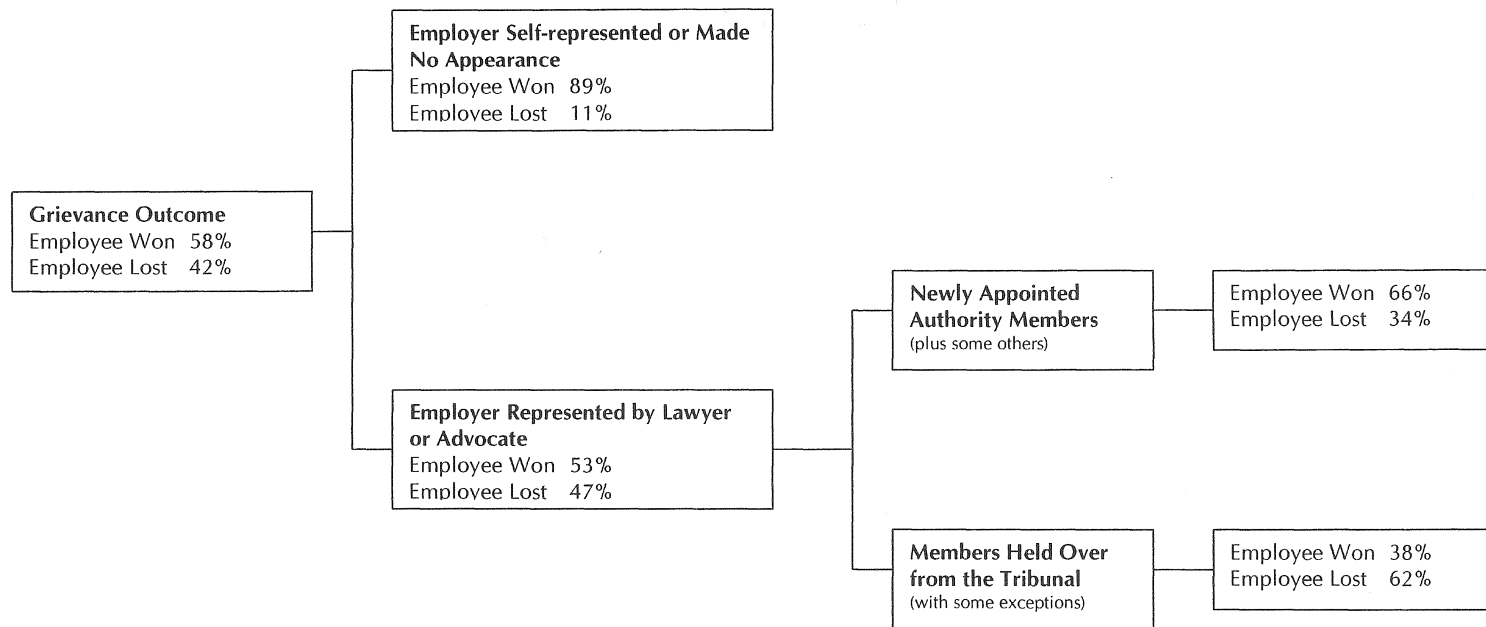 Employer Self-represented or Made
No Appearance
Employee Won 89%
Employee Lost 11%
Grievance Outcome
Employee Won 58%
Employee Lost 42%
Employer Represented by Lawyer
or Advocate
Employee Won 53%
Employee Lost 47%
Newly Appointed
Authority Members
(plus some others)
Employee Won 66%
Employee Lost 34%
Members Held Over
from the Tribunal
(with some exceptions)
Employee Won 38%
Employee Lost 62%